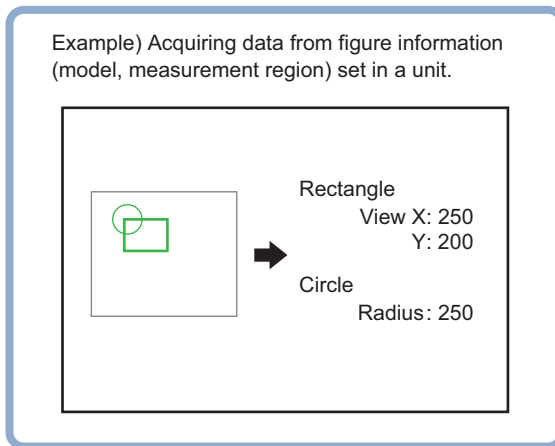 Example) Acquiring data from figure information
(model, measurement region) set in a unit.
Rectangle
View X: 250
Y: 200
Circle
Radius: 250